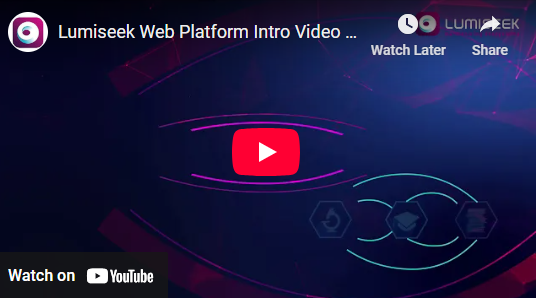 Lumiseek Web Platform Intro Video …
LUMISEEK
Watch Later
Share
Watch on YouTube